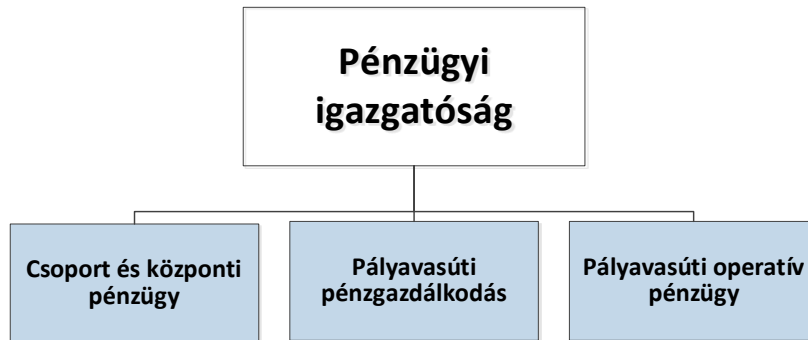 Pénzügyi
igazgatóság
Csoport és központi
pénzügy
Pályavasúti
pénzgazdálkodás
Pályavasúti operatív
pénzügy